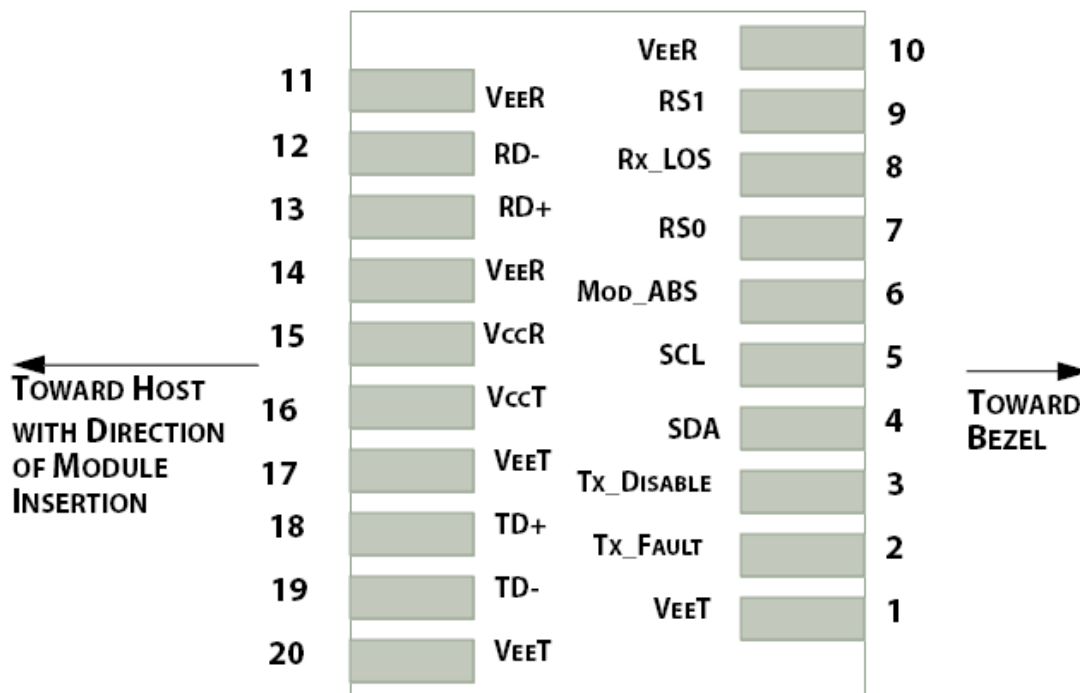 11
VEER
12
RD-
13
RD+
14
VEER
15
VCCR
16
VCCT
17
VEET
18
TD+
19
TD-
20
VEET
VEER
10
RS1
9
RX_LOS
8
RS0
7
MOD_ABS
6
SCL
5
SDA
4
TX_DISABLE
3
TX_FAULT
2
VEET
1
TOWARD HOST
WITH DIRECTION
OF MODULE
INSERTION
TOWARD
BEZEL